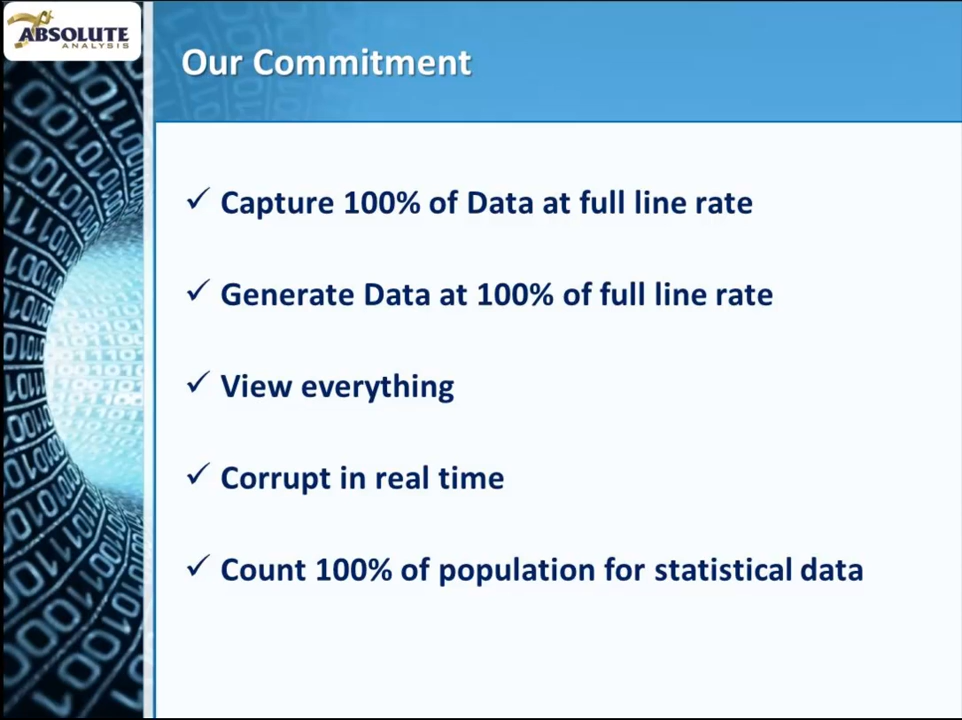 ABSOLUTE
ANALYSIS
Our Commitment
✓ Capture 100% of Data at full line rate
✓ Generate Data at 100% of full line rate
✓ View everything
✓ Corrupt in real time
✓ Count 100% of population for statistical data